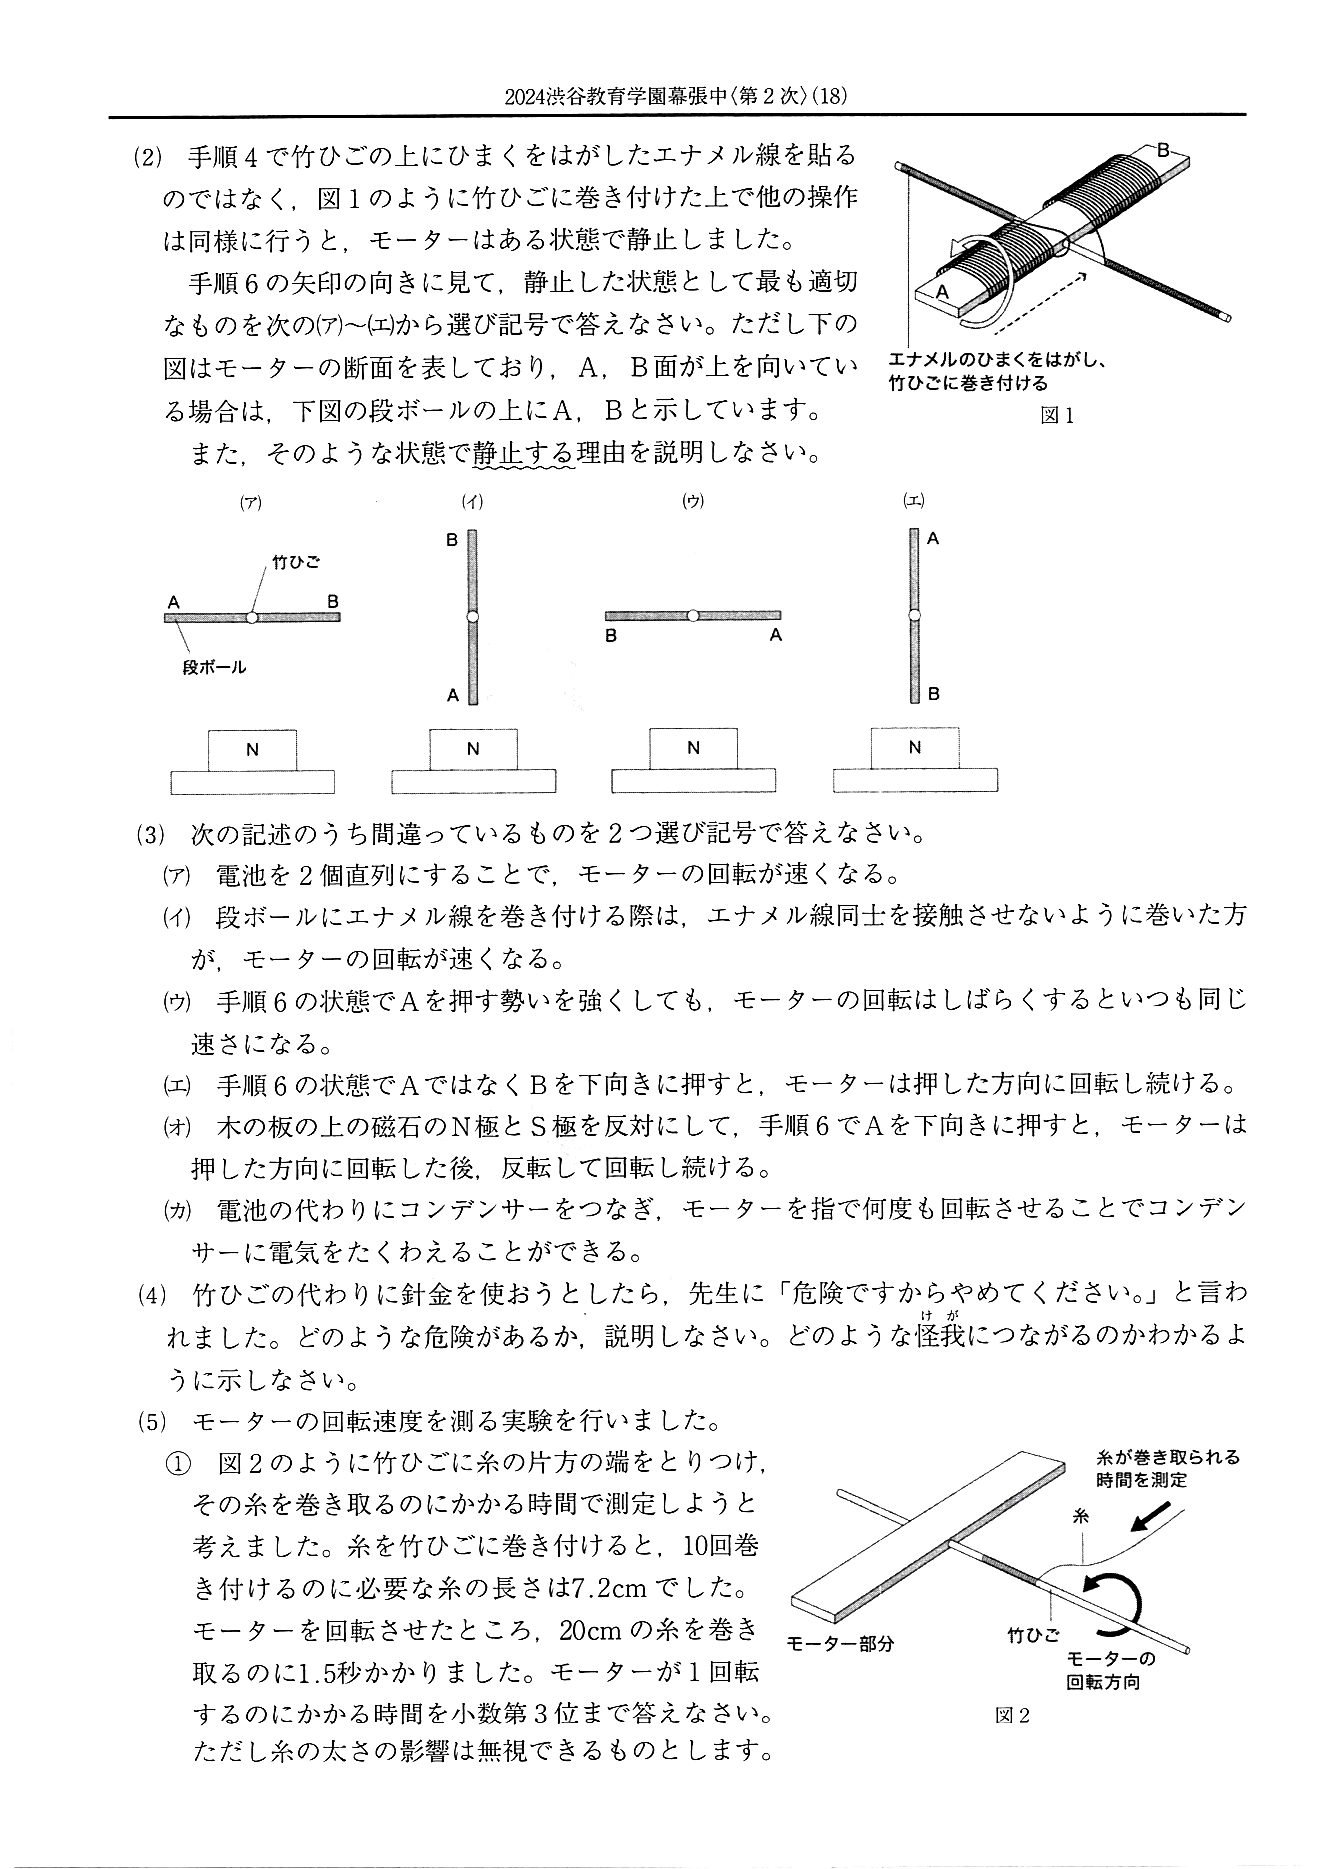 2024渋谷教育学園幕張中〈第2次〉(18)
(2) 手順4で竹ひごの上にひまくをはがしたエナメル線を貼る
のではなく，図1のように竹ひごに巻き付けた上で他の操作
は同様に行うと，モーターはある状態で静止しました。
手順6の矢印の向きに見て，静止した状態として最も適切
なものを次の(ア)～(エ)から選び記号で答えなさい。ただし下の
図はモーターの断面を表しており，A，B面が上を向いてい
る場合は，下図の段ボールの上にA，Bと示しています。
また，そのような状態で静止する理由を説明しなさい。
B
A
エナメルのひまくをはがし、
竹ひごに巻き付ける
図1
(ア) (イ) (ウ) (エ)
竹ひご
A B
段ボール
B
A
B A
A
B
N N N N
(3) 次の記述のうち間違っているものを2つ選び記号で答えなさい。
(ア) 電池を2個直列にすることで，モーターの回転が速くなる。
(イ) 段ボールにエナメル線を巻き付ける際は，エナメル線同士を接触させないように巻いた方
が，モーターの回転が速くなる。
(ウ) 手順6の状態でAを押す勢いを強くしても，モーターの回転はしばらくするといつも同じ
速さになる。
(エ) 手順6の状態でAではなくBを下向きに押すと，モーターは押した方向に回転し続ける。
(オ) 木の板の上の磁石のN極とS極を反対にして，手順6でAを下向きに押すと，モーターは
押した方向に回転した後，反転して回転し続ける。
(カ) 電池の代わりにコンデンサーをつなぎ，モーターを指で何度も回転させることでコンデン
サーに電気をたくわえることができる。
(4) 竹ひごの代わりに針金を使おうとしたら，先生に「危険ですからやめてください。」と言わ
れました。どのような危険があるか，説明しなさい。どのような怪我につながるのかわかるよ
けが
うに示しなさい。
(5) モーターの回転速度を測る実験を行いました。
① 図2のように竹ひごに糸の片方の端をとりつけ，
その糸を巻き取るのにかかる時間で測定しようと
考えました。糸を竹ひごに巻き付けると，10回巻
き付けるのに必要な糸の長さは7.2cmでした。
モーターを回転させたところ，20cmの糸を巻き
取るのに1.5秒かかりました。モーターが1回転
するのにかかる時間を小数第3位まで答えなさい。
ただし糸の太さの影響は無視できるものとします。
糸が巻き取られる
時間を測定
糸
竹ひご
モーター部分
モーターの
回転方向
図2